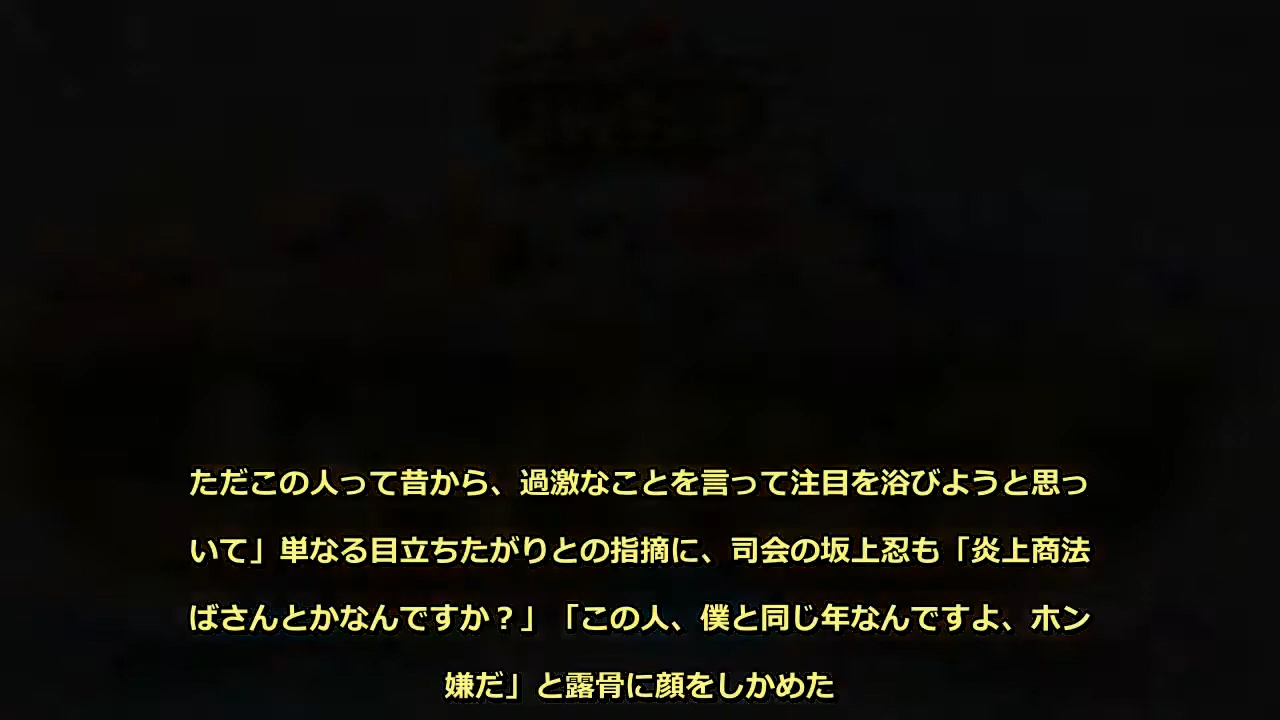 ただこの人って昔から、過激なことを言って注目を浴びようと思っ
いて」単なる目立ちたがりとの指摘に、司会の坂上忍も「炎上商法
ばさんとかなんですか？」「この人、僕と同じ年なんですよ、ホン
嫌だ」と露骨に顔をしかめた